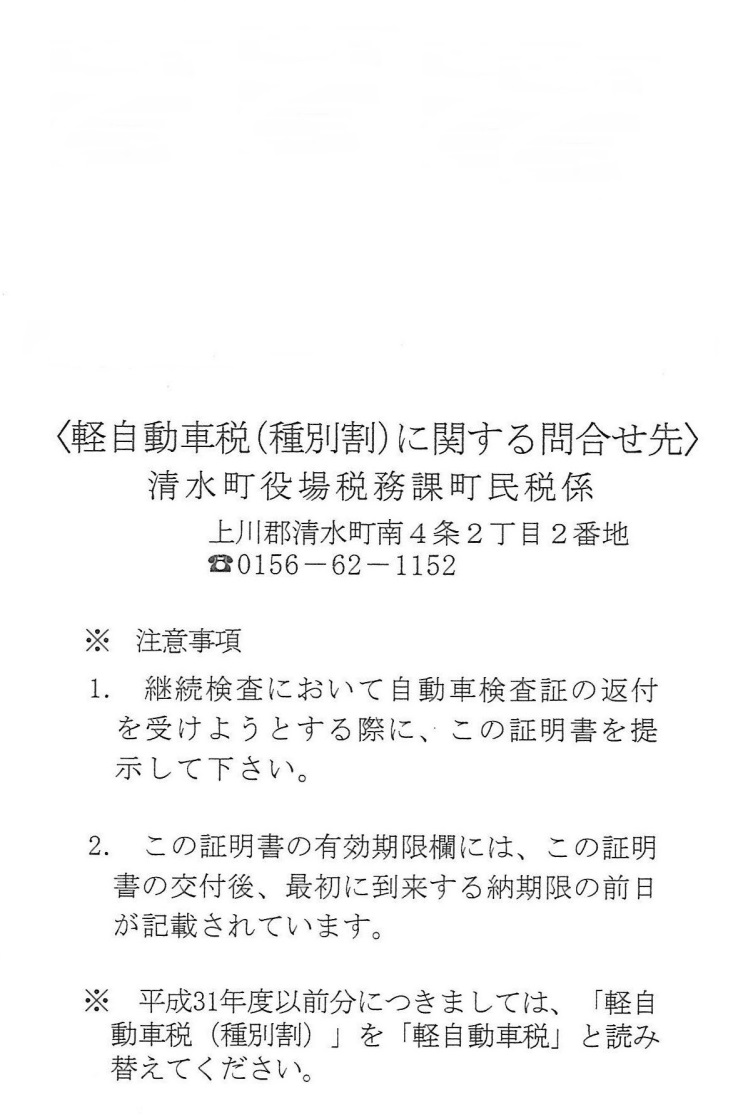 〈軽自動車税(種別割)に関する問合せ先〉
清水町役場税務課町民税係
上川郡清水町南4条2丁目2番地
☎0156－62－1152
※　注意事項
1.　継続検査において自動車検査証の返付
を受けようとする際に、この証明書を提
示して下さい。
2.　この証明書の有効期限欄には、この証明
書の交付後、最初に到来する納期限の前日
が記載されています。
※　平成31年度以前分につきましては、「軽自
動車税（種別割）」を「軽自動車税」と読み
替えてください。